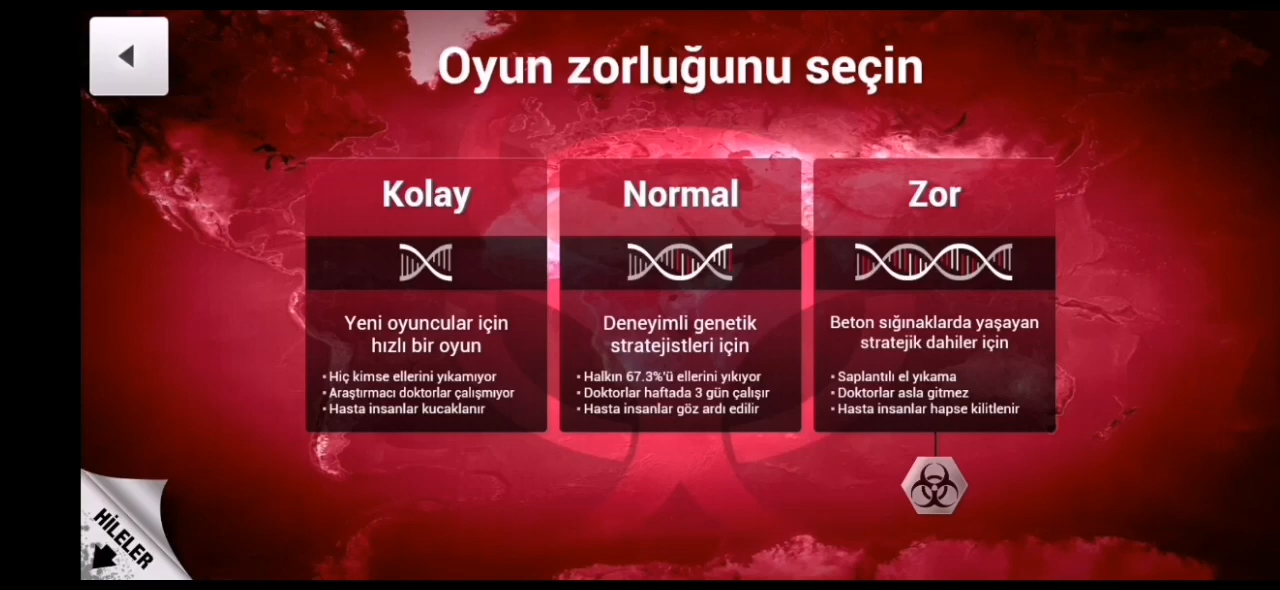 Oyun zorluğunu seçin
Kolay
Yeni oyuncular için
hızlı bir oyun
▪ Hiç kimse ellerini yıkamıyor
▪ Araştırmacı doktorlar çalışmıyor
▪ Hasta insanlar kucaklanır
Normal
Deneyimli genetik
stratejistleri için
▪ Halkın 67.3%'ü ellerini yıkıyor
▪ Doktorlar haftada 3 gün çalışır
▪ Hasta insanlar göz ardı edilir
Zor
Beton sığınaklarda yaşayan
stratejik dahiler için
▪ Saplantılı el yıkama
▪ Doktorlar asla gitmez
▪ Hasta insanlar hapse kilitlenir
HİLELER